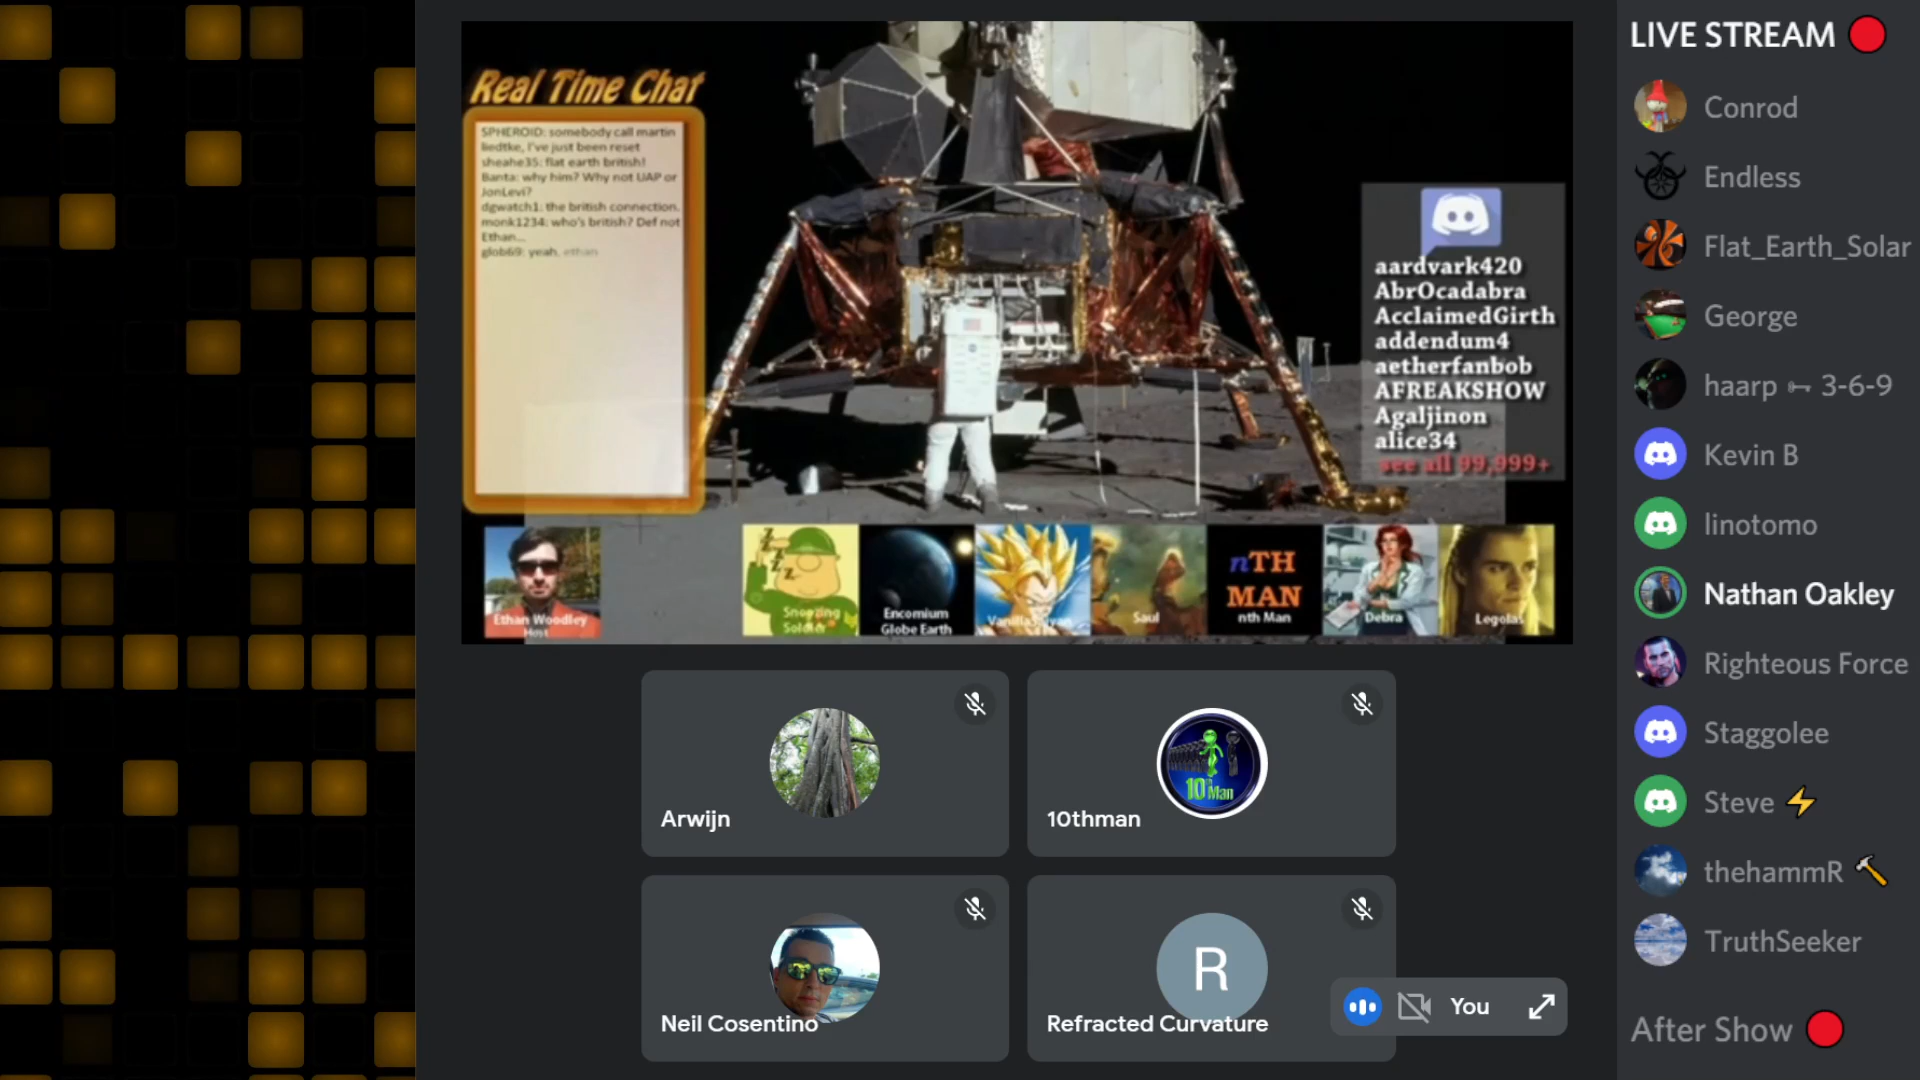 LIVE STREAM
Real Time Chat
SPHEROID: somebody call martin
liedtke, I've just been reset
sheahe35: flat earth british!
Banta: why him? Why not UAP or
JonLevi?
dgwatch1: the british connection.
monk1234: who's british? Def not
Ethan...
glob69: yeah, ethan
aardvark420
AbrOcadabra
AcclaimedGirth
addendum4
aetherfanbob
AFREAKSHOW
Agaljinon
alice34
see all 99,999+
Ethan Woodley
Host
Snoozing
Soldier
Encomium
Globe Earth
Saul
nTH
MAN
nth Man
Debra
Legolas
Arwijn
10thman
10th Man
Neil Cosentino
R
Refracted Curvature
You
Conrod
Endless
Flat_Earth_Solar
George
haarp 3-6-9
Kevin B
linotomo
Nathan Oakley
Righteous Force
Staggolee
Steve ⚡
thehammR 🔨
TruthSeeker
After Show